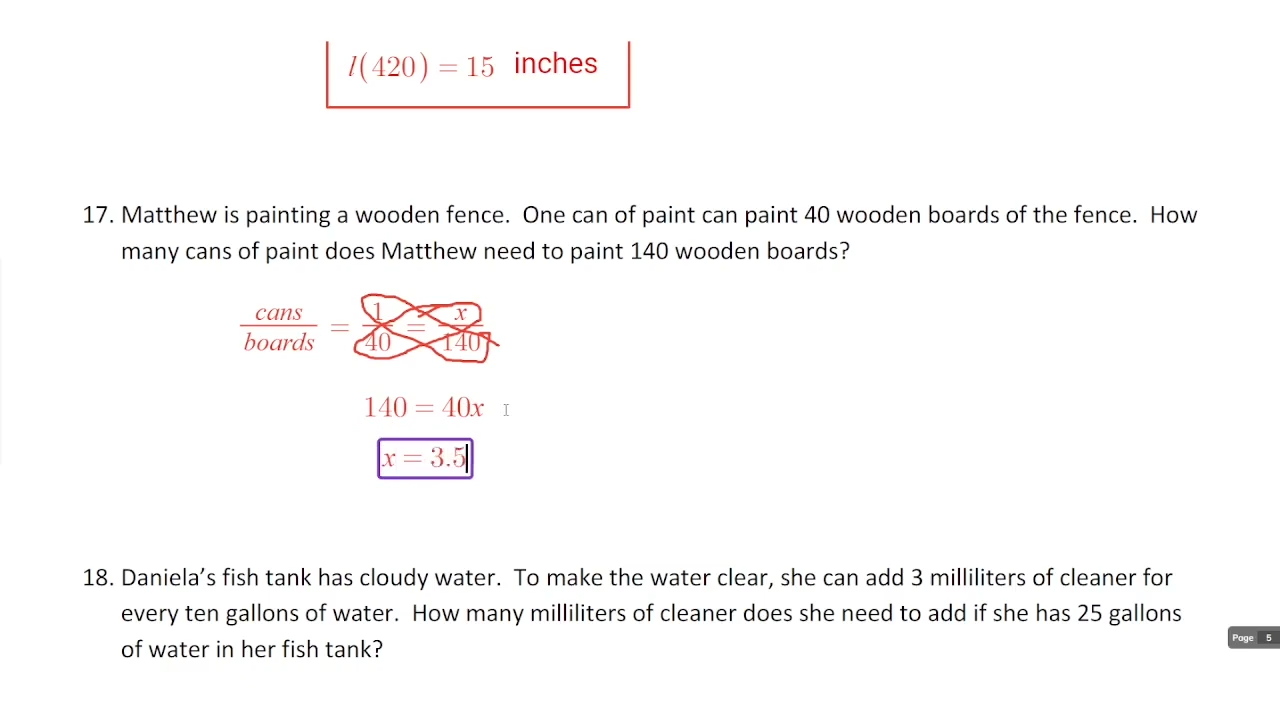 l(420) = 15 inches
17. Matthew is painting a wooden fence. One can of paint can paint 40 wooden boards of the fence. How
many cans of paint does Matthew need to paint 140 wooden boards?
cans/boards = 1/40 = x/140
140 = 40x
x = 3.5
18. Daniela’s fish tank has cloudy water. To make the water clear, she can add 3 milliliters of cleaner for
every ten gallons of water. How many milliliters of cleaner does she need to add if she has 25 gallons
Page 5
of water in her fish tank?